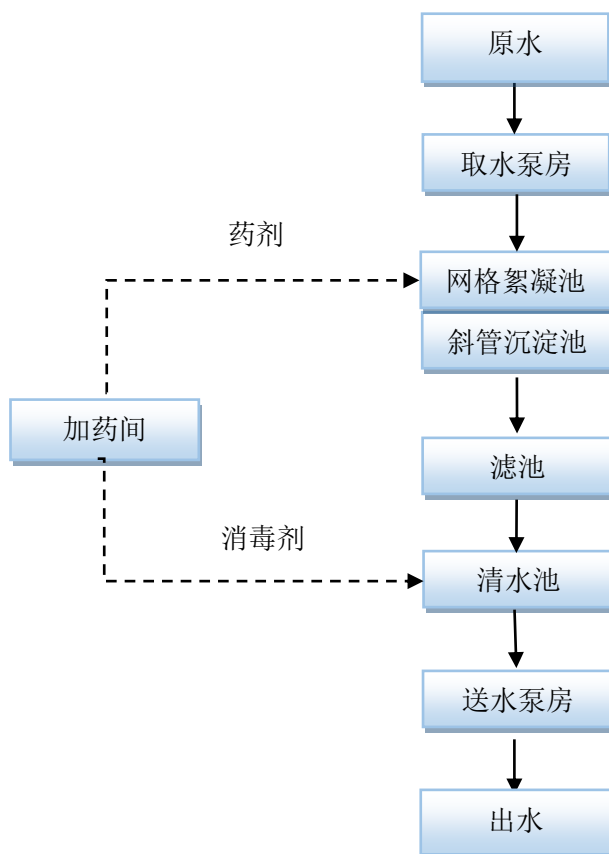 原水
取水泵房
药剂
网格絮凝池
斜管沉淀池
加药间
滤池
消毒剂
清水池
送水泵房
出水